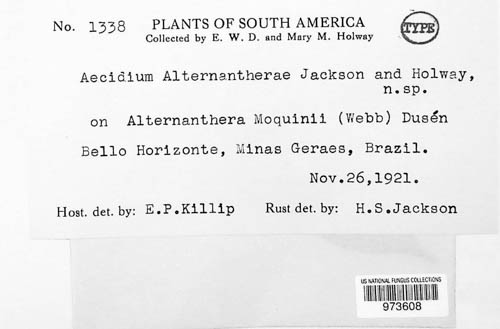 No. 1338 PLANTS OF SOUTH AMERICA TYPE
Collected by E. W. D. and Mary M. Holway
Aecidium Alternantherae Jackson and Holway,
n.sp.
on Alternanthera Moquinii (Webb) Dusén
Bello Horizonte, Minas Geraes, Brazil.
Nov.26,1921.
Host. det. by: E.P.Killip Rust det. by: H.S.Jackson
US NATIONAL FUNGUS COLLECTIONS
973608